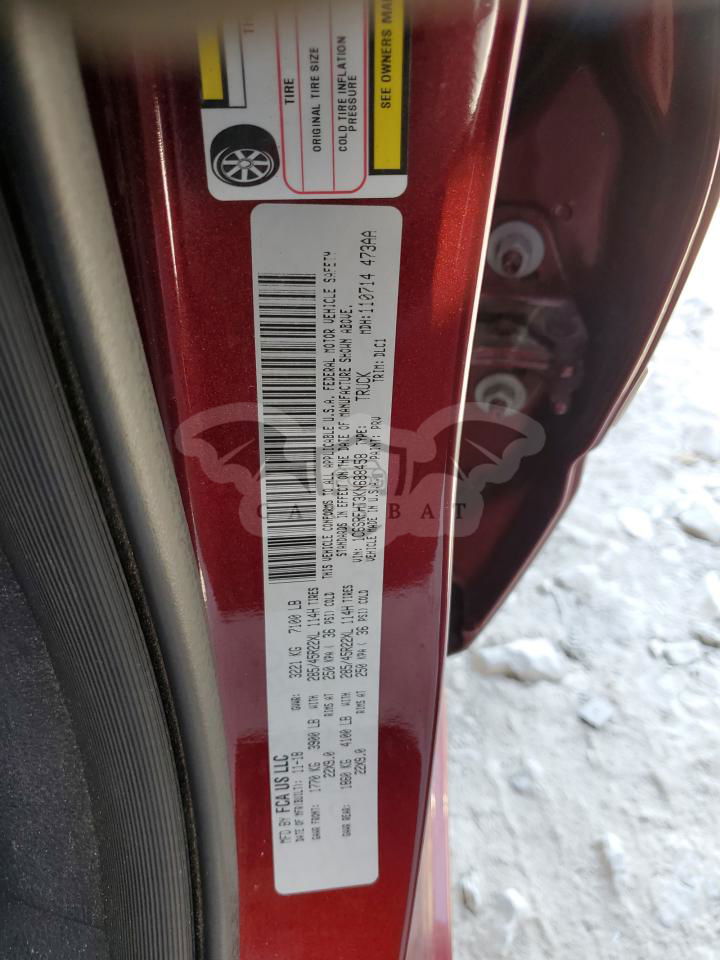 TIRE
ORIGINAL TIRE SIZE
COLD TIRE INFLATION
PRESSURE
SEE OWNERS MA
MFD BY FCA US LLC
DATE OF MFR(BUILT): 11-18 GVWR: 3221 KG 7100 LB
GAWR FRONT: 1770 KG 3900 LB WITH 285/45R22XL 114H TIRES
22X9.0 RIMS AT 250 KPA ( 36 PSI) COLD
GAWR REAR: 1860 KG 4100 LB WITH 285/45R22XL 114H TIRES
22X9.0 RIMS AT 250 KPA ( 36 PSI) COLD
THIS VEHICLE CONFORMS TO ALL APPLICABLE U.S.A. FEDERAL MOTOR VEHICLE SAFETY
STANDARDS IN EFFECT ON THE DATE OF MANUFACTURE SHOWN ABOVE.
VIN: TYPE: TRUCK MDH:110714 473AA
VEHICLE MADE IN U.S.A. PAINT: PRV TRIM: DLC1